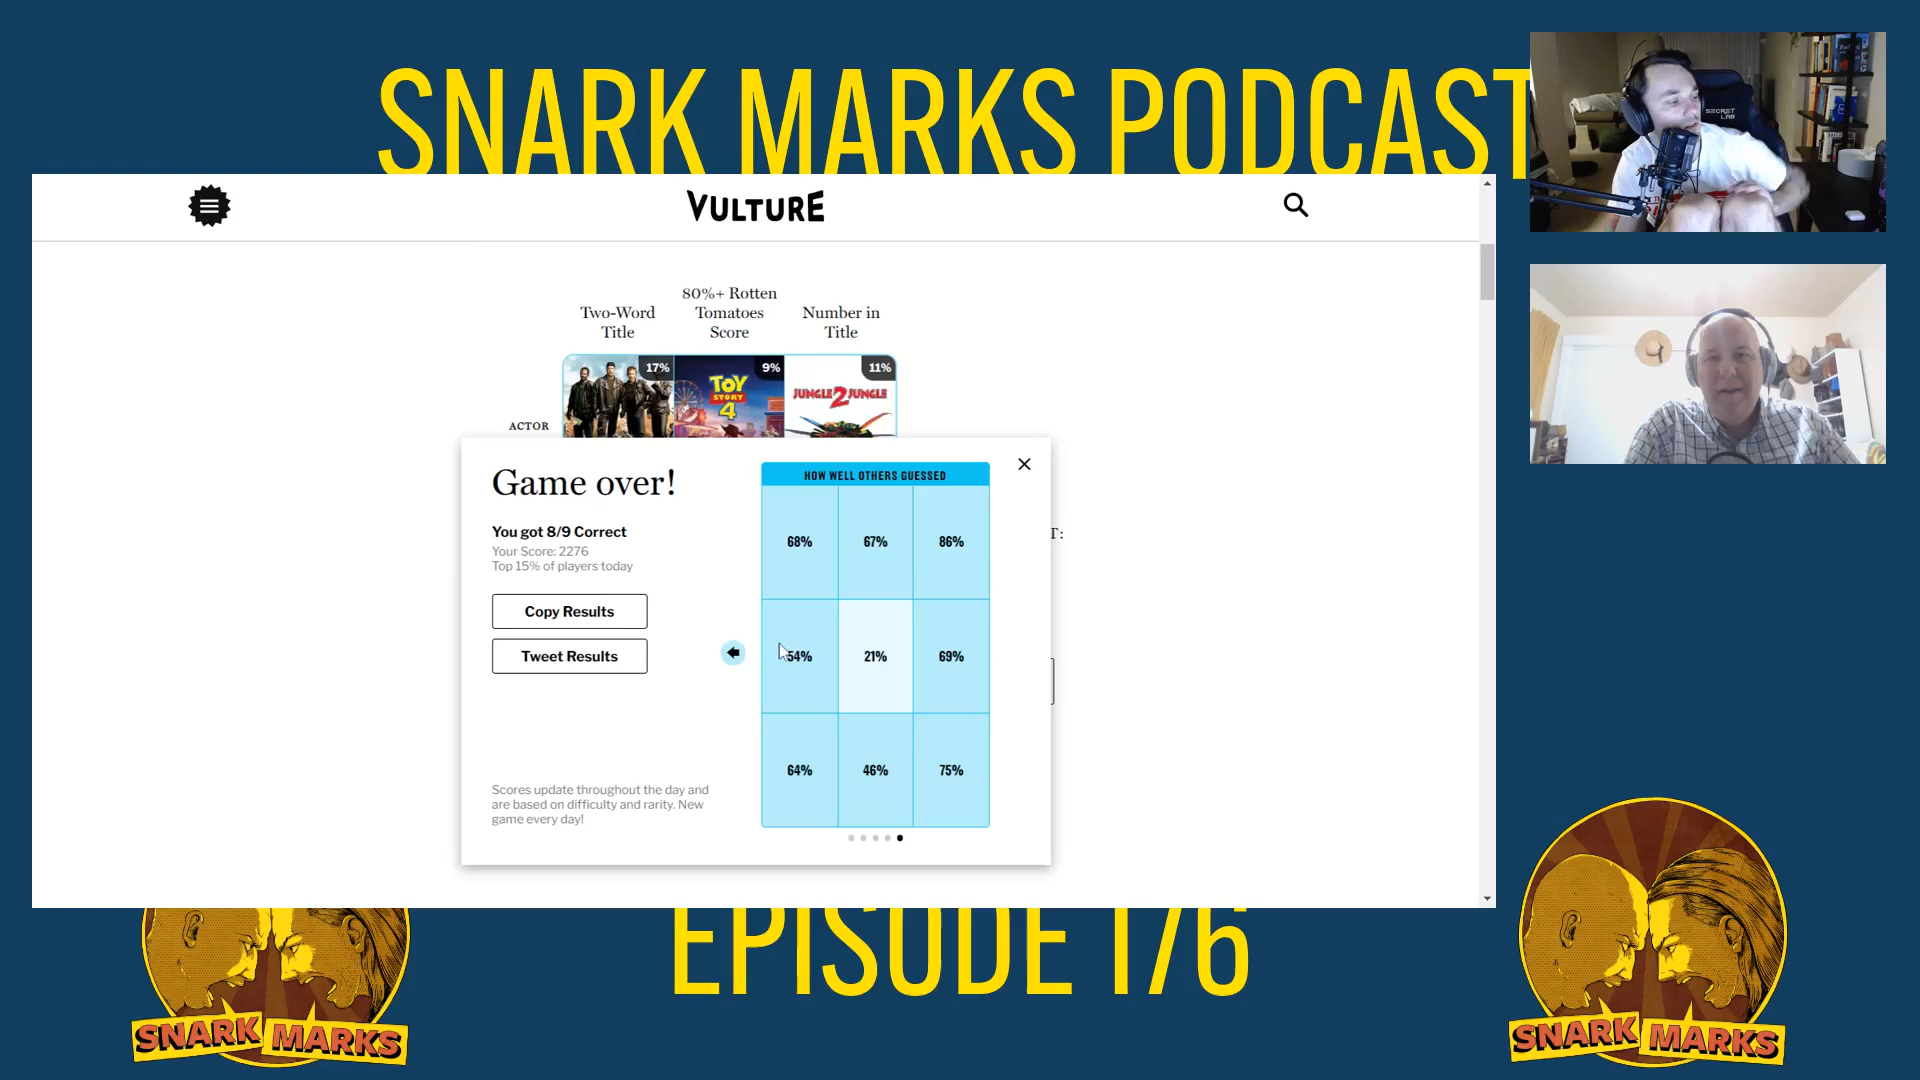 SNARK MARKS PODCAST
SECRET
LAB
VULTURE
Two-Word
Title
80%+ Rotten
Tomatoes
Score
Number in
Title
17%
9%
11%
TOY
STORY
4
JUNGLE 2 JUNGLE
ACTOR
Game over!
You got 8/9 Correct
Your Score: 2276
Top 15% of players today
Copy Results
Tweet Results
Scores update throughout the day and
are based on difficulty and rarity. New
game every day!
HOW WELL OTHERS GUESSED
68% 67% 86%
54% 21% 69%
64% 46% 75%
T:
EPISODE 176
SNARK MARKS
SNARK MARKS